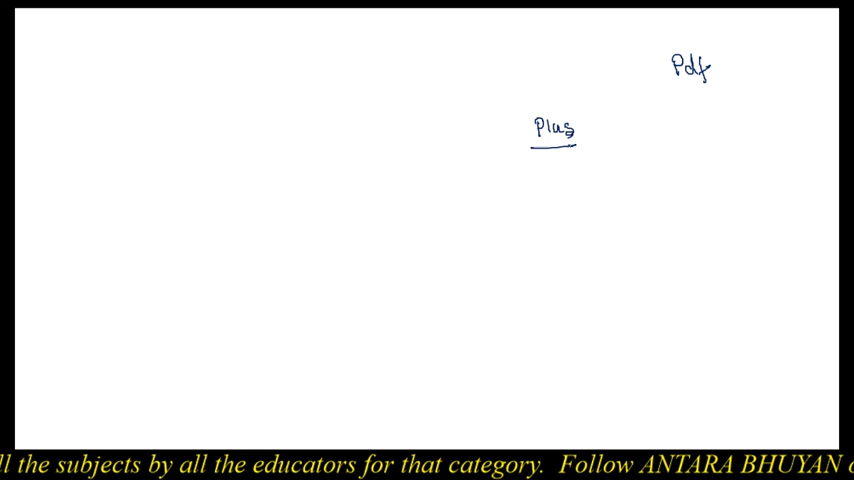 Pdf
Plus
ll the subjects by all the educators for that category. Follow ANTARA BHUYAN o